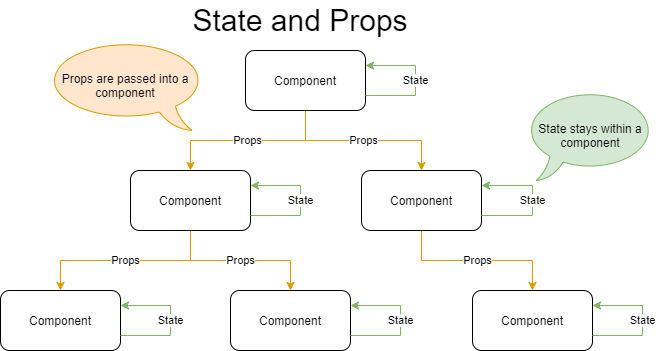 State and Props
Props are passed into a
component
Component
State
State stays within a
component
Props
Props
Component
State
Component
State
Props
Props
Props
Component
State
Component
State
Component
State